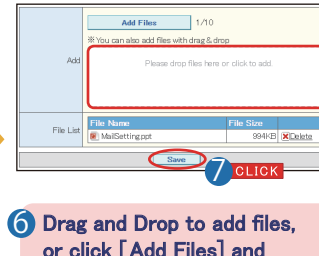 Add Files 1/10
※You can also add files with drag & drop
Add
Please drop files here or click to add
File List
File Name File Size
MailSetting.ppt 994KB Delete
Save
7 CLICK
6 Drag and Drop to add files,
or click [Add Files] and